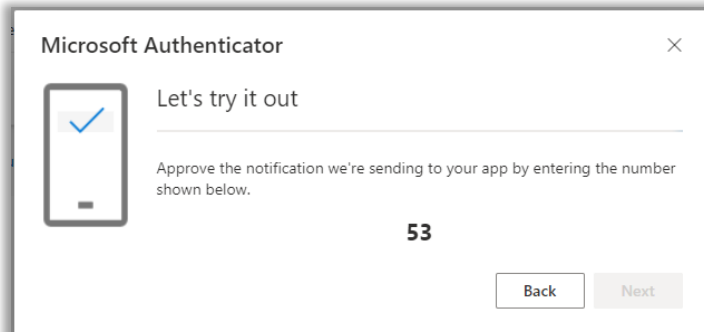 Microsoft Authenticator
Let's try it out
Approve the notification we're sending to your app by entering the number
shown below.
53
Back
Next